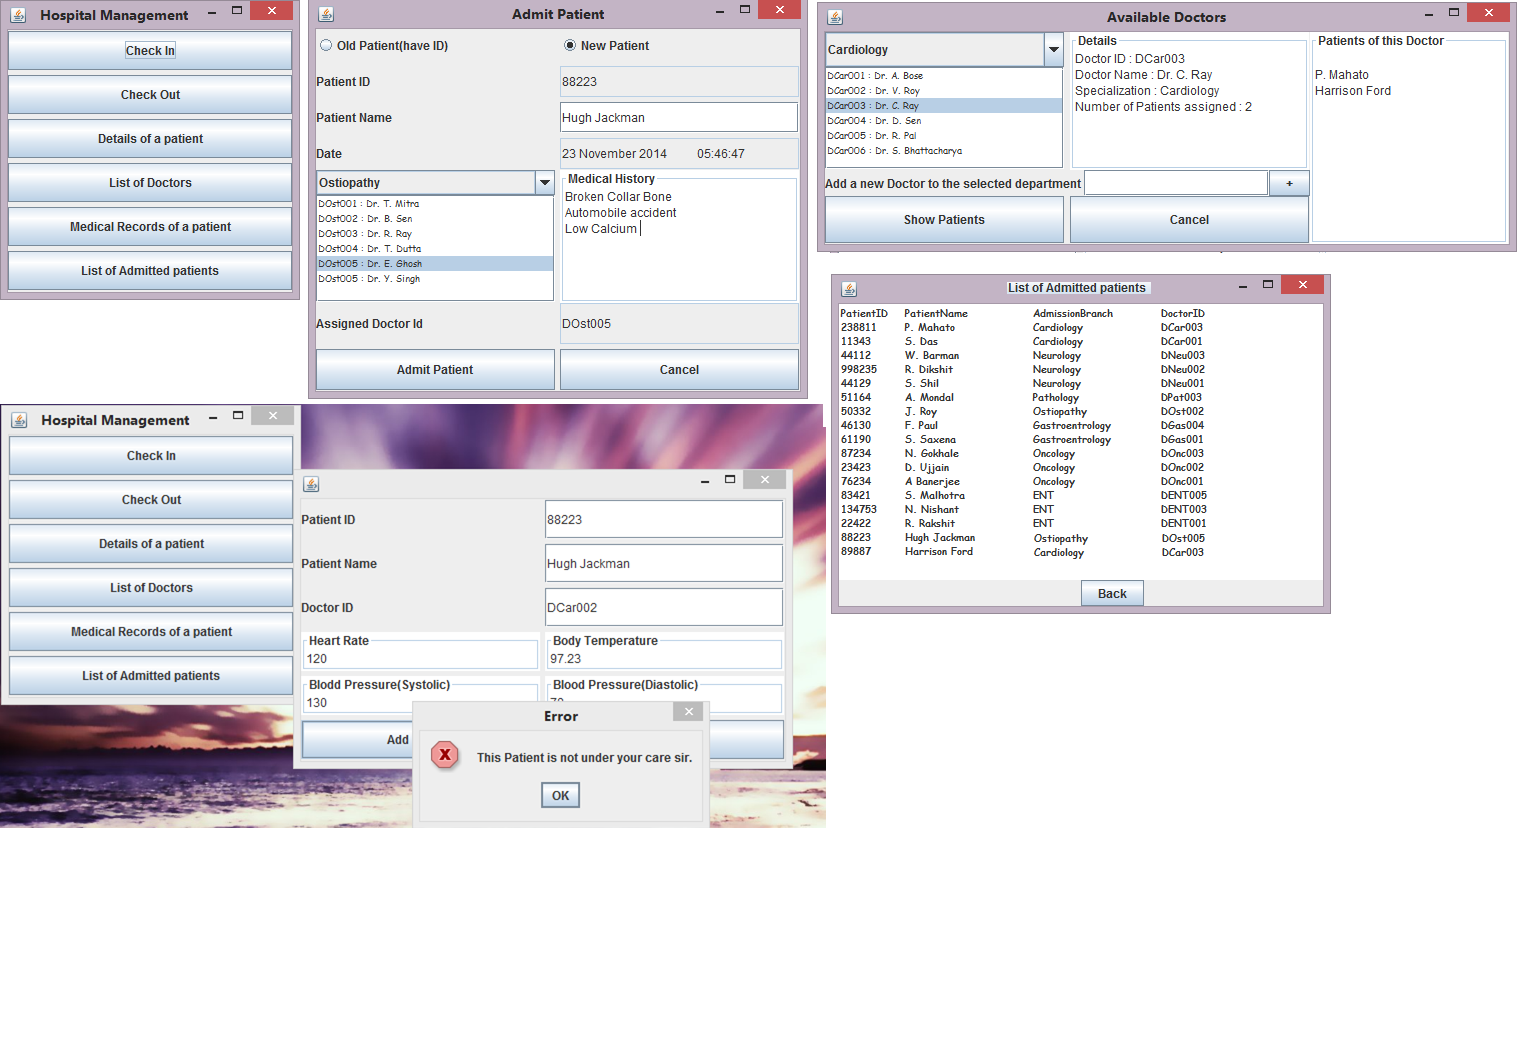 Hospital Management
Check In
Check Out
Details of a patient
List of Doctors
Medical Records of a patient
List of Admitted patients
Admit Patient
Old Patient(have ID) New Patient
Patient ID 88223
Patient Name Hugh Jackman
Date 23 November 2014 05:46:47
Ostiopathy
DOst001 : Dr. T. Mitra
DOst002 : Dr. B. Sen
DOst003 : Dr. R. Ray
DOst004 : Dr. T. Dutta
DOst005 : Dr. E. Ghosh
DOst005 : Dr. Y. Singh
Medical History
Broken Collar Bone
Automobile accident
Low Calcium
Assigned Doctor Id DOst005
Admit Patient Cancel
Available Doctors
Cardiology
DCar001 : Dr. A. Bose
DCar002 : Dr. V. Roy
DCar003 : Dr. C. Ray
DCar004 : Dr. D. Sen
DCar005 : Dr. R. Pal
DCar006 : Dr. S. Bhattacharya
Details
Doctor ID : DCar003
Doctor Name : Dr. C. Ray
Specialization : Cardiology
Number of Patients assigned : 2
Patients of this Doctor
P. Mahato
Harrison Ford
Add a new Doctor to the selected department +
Show Patients Cancel
List of Admitted patients
PatientID PatientName AdmissionBranch DoctorID
238811 P. Mahato Cardiology DCar003
11343 S. Das Cardiology DCar001
44112 W. Barman Neurology DNeu003
998235 R. Dikshit Neurology DNeu002
44129 S. Shil Neurology DNeu001
51164 A. Mondal Pathology DPat003
50332 J. Roy Ostiopathy DOst002
46130 F. Paul Gastroentrology DGas004
61190 S. Saxena Gastroentrology DGas001
87234 N. Gokhale Oncology DOnc003
23423 D. Ujjain Oncology DOnc002
76234 A Banerjee Oncology DOnc001
83421 S. Malhotra ENT DENT005
134753 N. Nishant ENT DENT003
22422 R. Rakshit ENT DENT001
88223 Hugh Jackman Ostiopathy DOst005
89887 Harrison Ford Cardiology DCar003
Back
Hospital Management
Check In
Check Out
Details of a patient
List of Doctors
Medical Records of a patient
List of Admitted patients
Patient ID 88223
Patient Name Hugh Jackman
Doctor ID DCar002
Heart Rate Body Temperature
120 97.23
Blodd Pressure(Systolic) Blood Pressure(Diastolic)
130
Add
Error
This Patient is not under your care sir.
OK